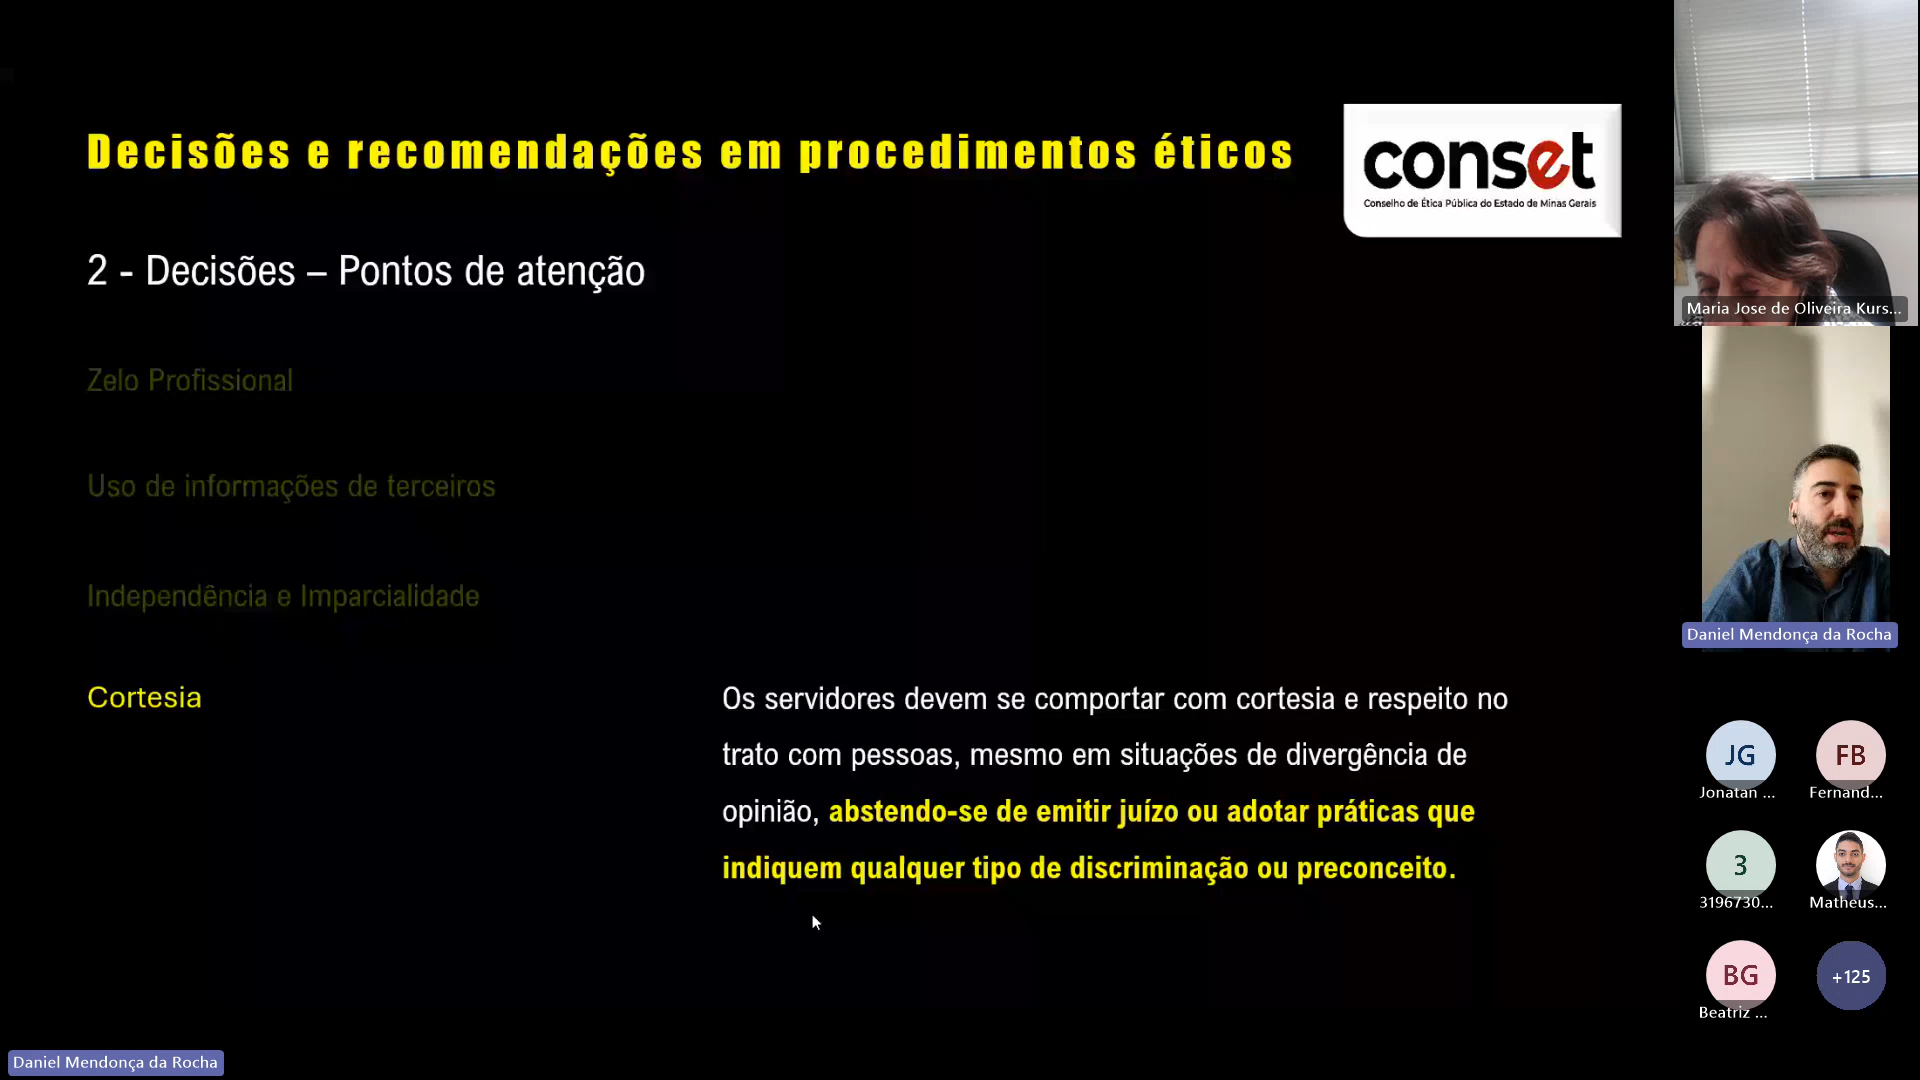 Decisões e recomendações em procedimentos éticos
conset
Conselho de Ética Pública do Estado de Minas Gerais
2 - Decisões – Pontos de atenção
Zelo Profissional
Uso de informações de terceiros
Independência e Imparcialidade
Cortesia
Os servidores devem se comportar com cortesia e respeito no
trato com pessoas, mesmo em situações de divergência de
opinião, abstendo-se de emitir juízo ou adotar práticas que
indiquem qualquer tipo de discriminação ou preconceito.
Maria Jose de Oliveira Kurs...
Daniel Mendonça da Rocha
JG
Jonatan ...
FB
Fernand...
3
3196730...
Matheus...
BG
Beatriz ...
+125
Daniel Mendonça da Rocha